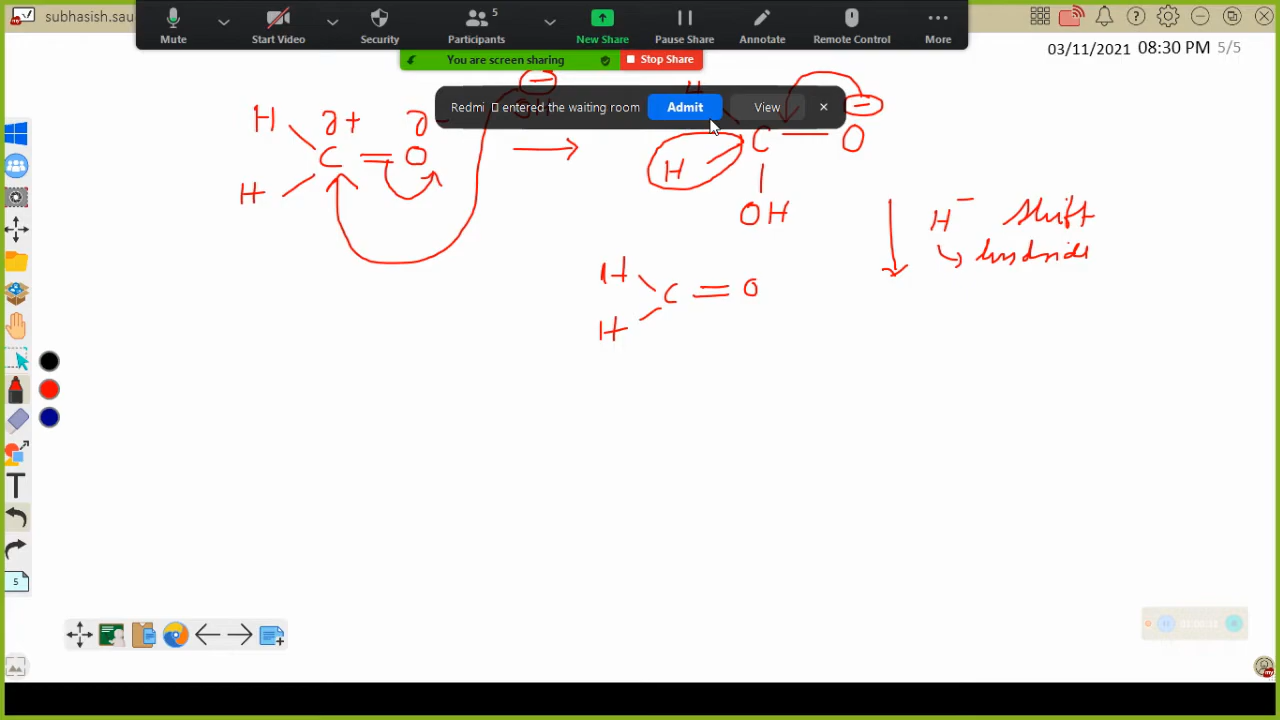 subhasish.sau
Mute
Start Video
Security
5
Participants
New Share
Pause Share
Annotate
Remote Control
More
You are screen sharing
Stop Share
03/11/2021 08:30 PM 5/5
Redmi entered the waiting room
Admit
View
H ∂+ ∂-
C = O
H
H
C — O
H
OH
H⁻ shift
↳ hydride
H
C = O
H
T
5